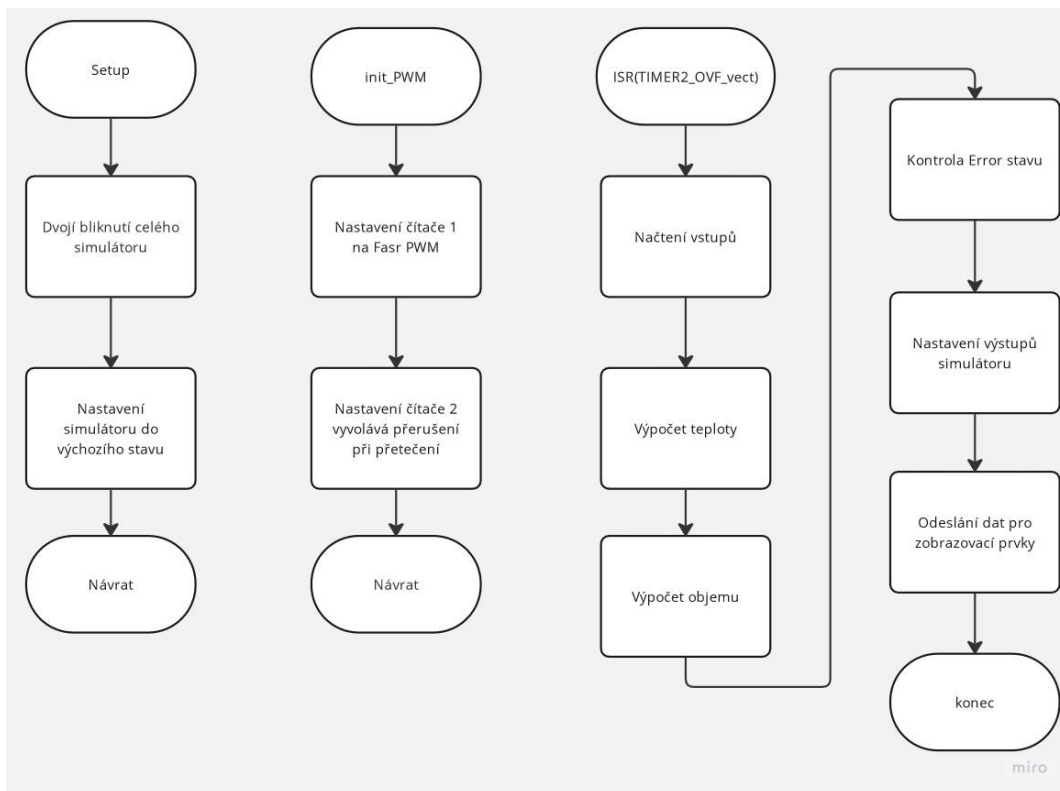 Setup
Dvojí bliknutí celého
simulátoru
Nastavení
simulátoru do
výchozího stavu
Návrat
init_PWM
Nastavení čítače 1
na Fasr PWM
Nastavení čítače 2
vyvolává přerušení
při přetečení
Návrat
ISR(TIMER2_OVF_vect)
Načtení vstupů
Výpočet teploty
Výpočet objemu
Kontrola Error stavu
Nastavení výstupů
simulátoru
Odeslání dat pro
zobrazovací prvky
konec
miro